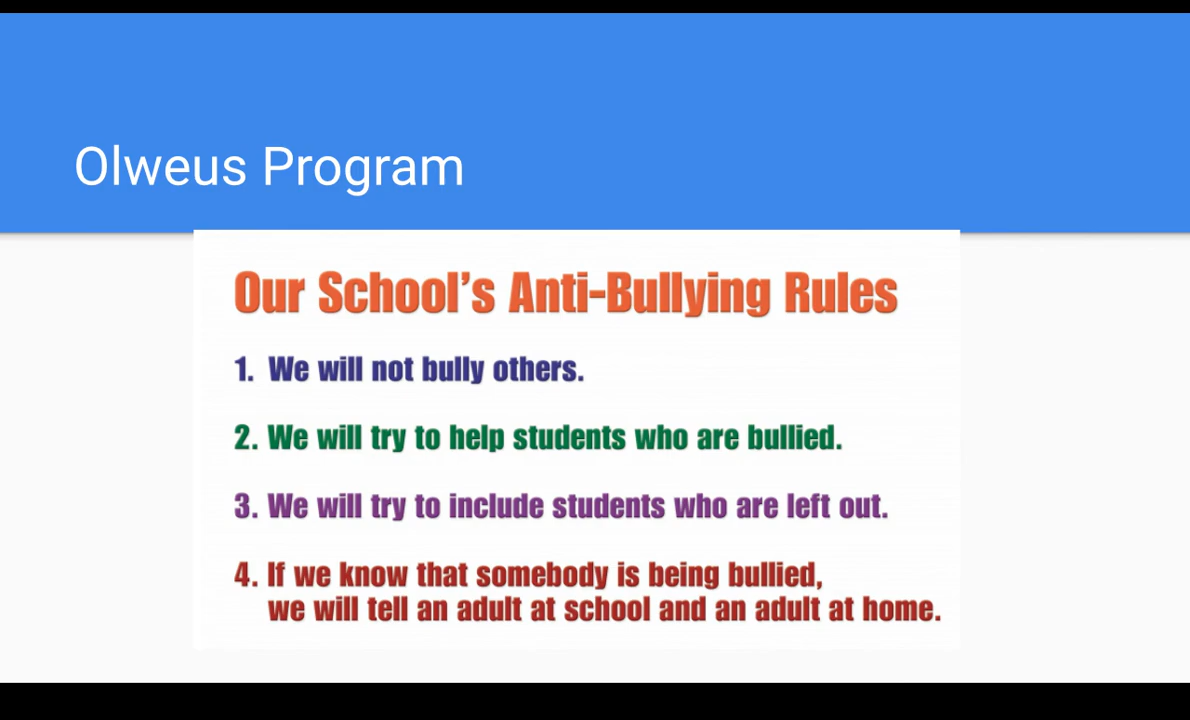 Olweus Program
Our School's Anti-Bullying Rules
1. We will not bully others.
2. We will try to help students who are bullied.
3. We will try to include students who are left out.
4. If we know that somebody is being bullied,
we will tell an adult at school and an adult at home.